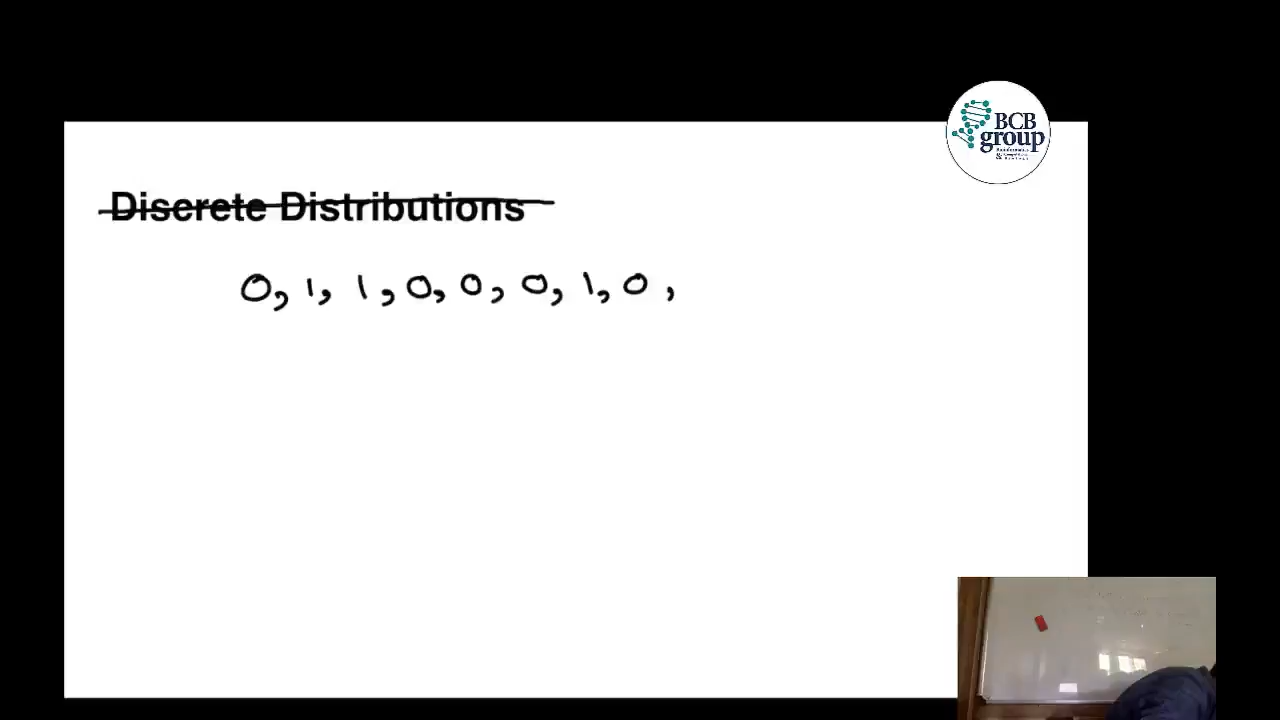 BCB
group
Discrete Distributions
0, 1, 1, 0, 0, 0, 1, 0,